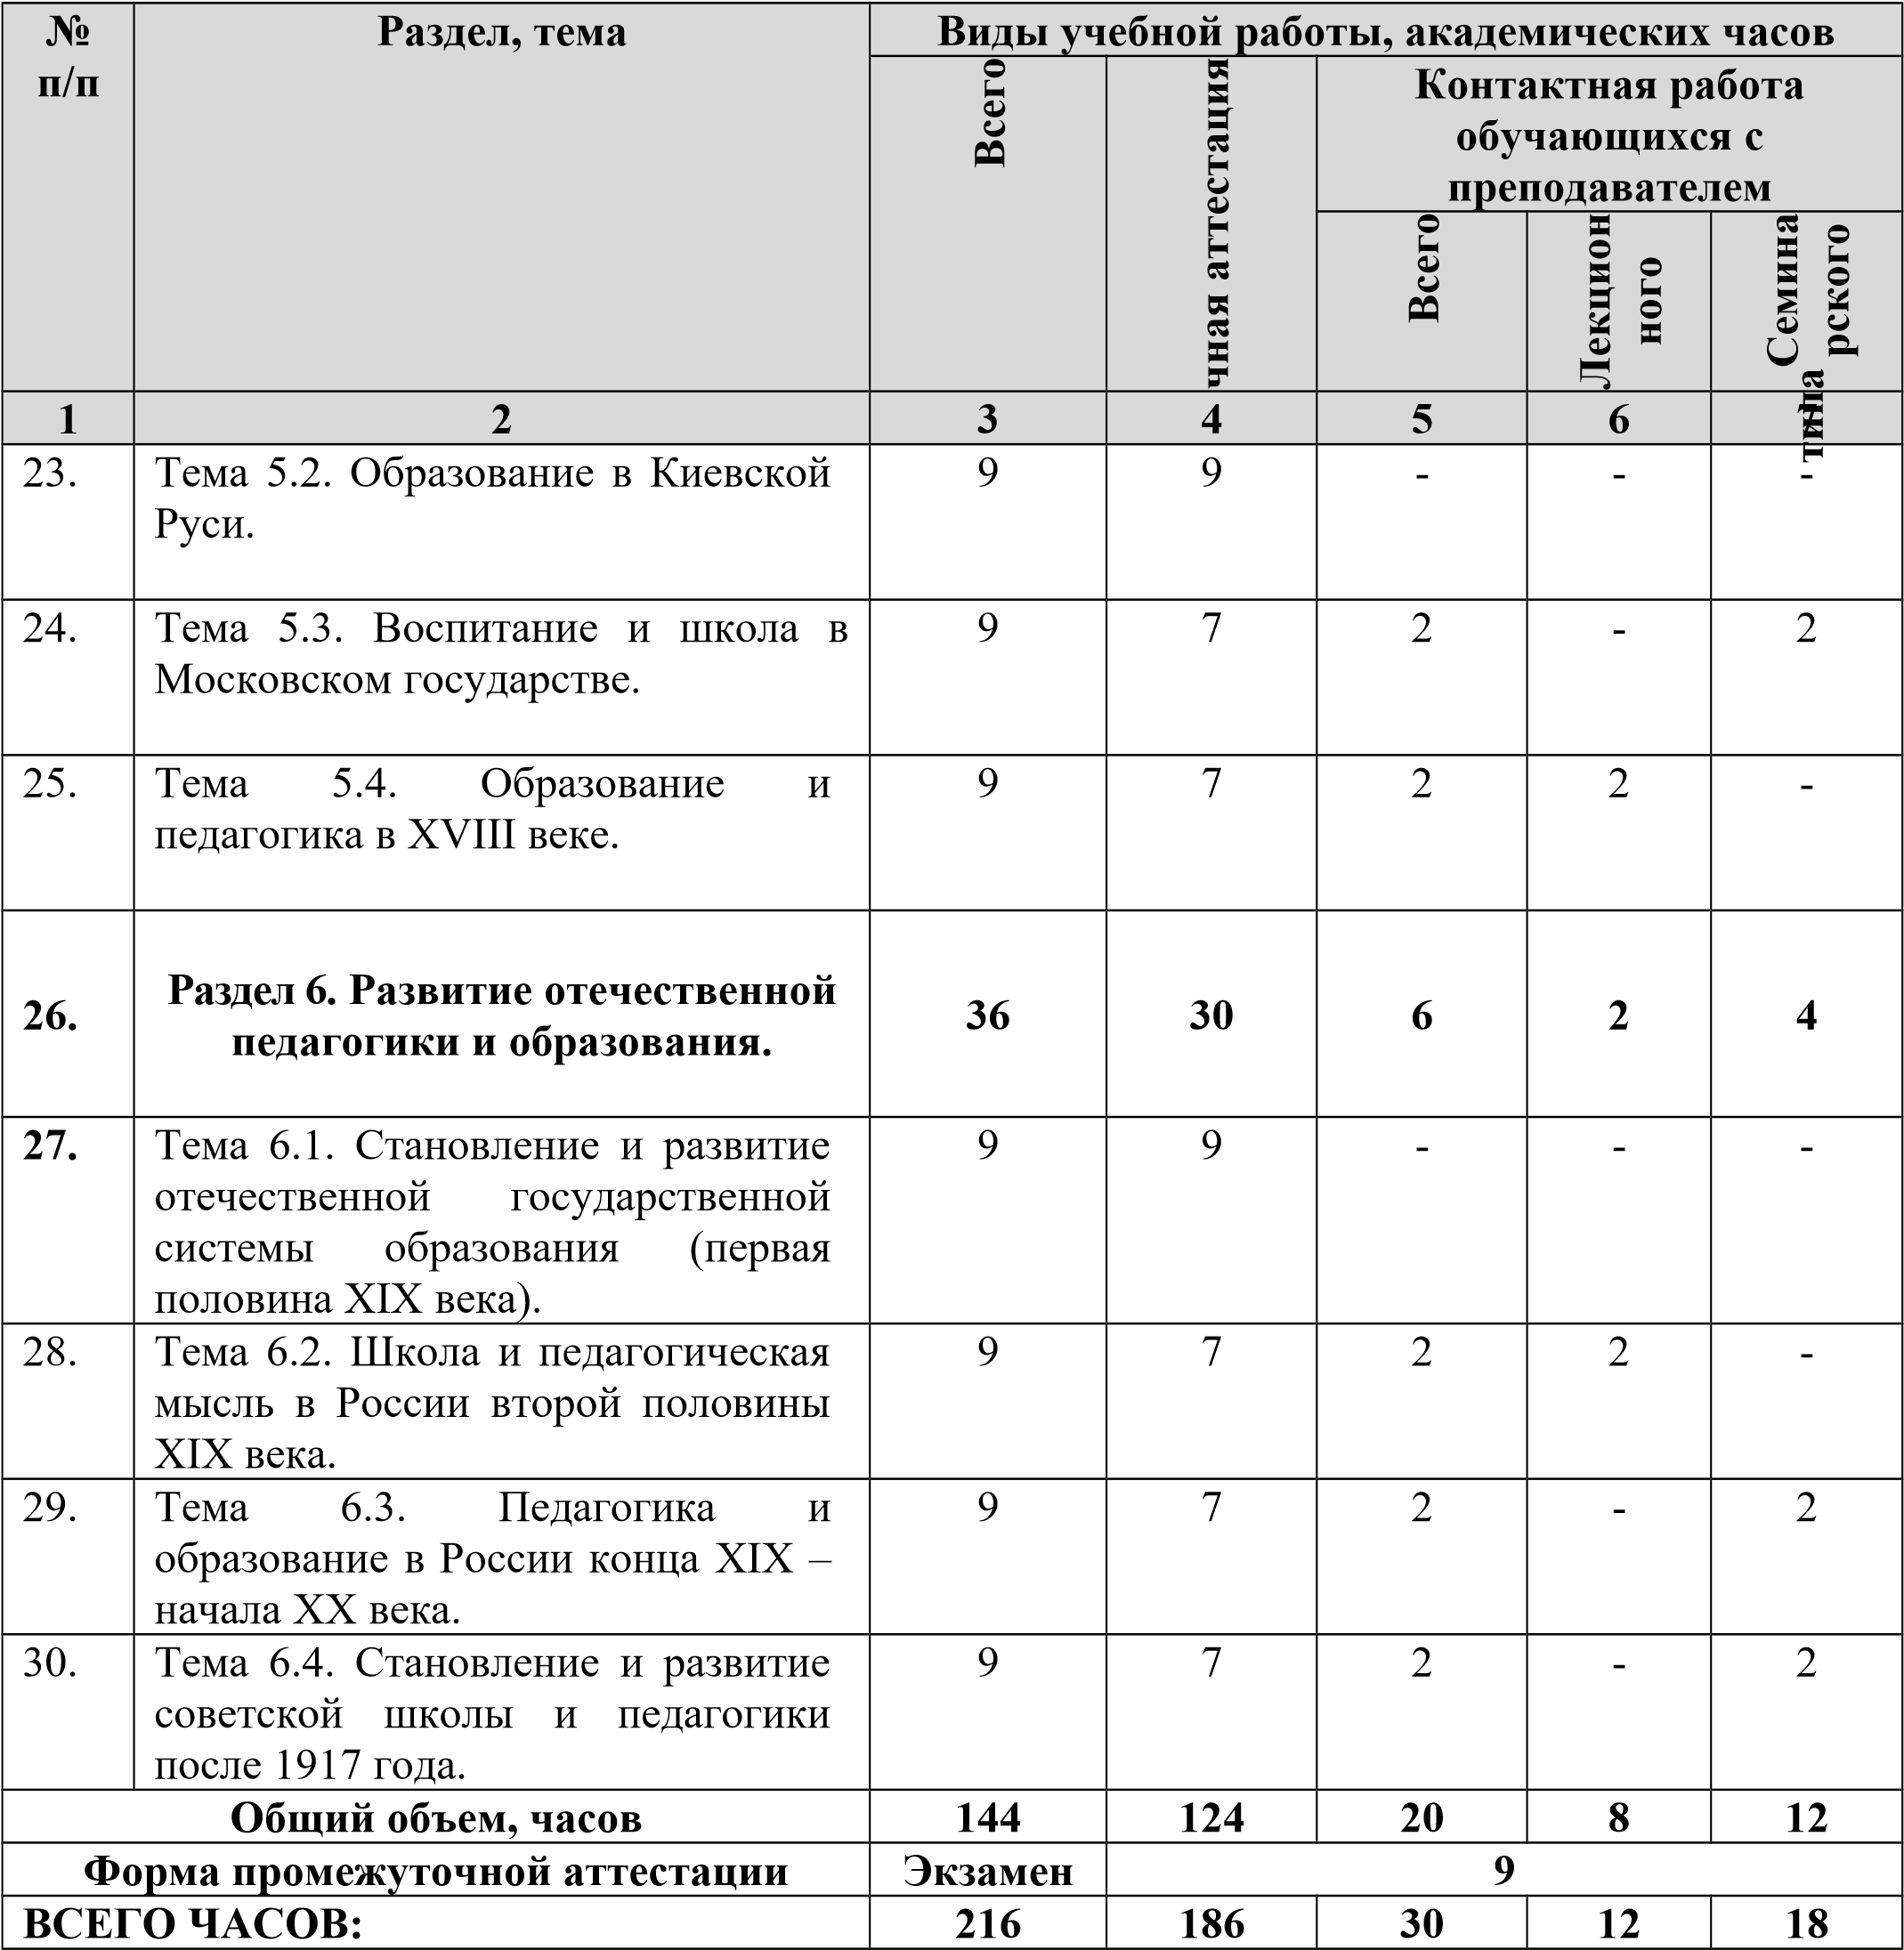 № п/п
Раздел, тема
Виды учебной работы, академических часов
Всего
чная аттестация
Контактная работа
обучающихся с
преподавателем
Всего
Лекцион
ного
Семина
рского
типа
1 2 3 4 5 6 7
23. Тема 5.2. Образование в Киевской 9 9 - - -
Руси.
24. Тема 5.3. Воспитание и школа в 9 7 2 - 2
Московском государстве.
25. Тема 5.4. Образование и 9 7 2 2 -
педагогика в XVIII веке.
Раздел 6. Развитие отечественной
26. 36 30 6 2 4
педагогики и образования.
27. Тема 6.1. Становление и развитие 9 9 - - -
отечественной государственной
системы образования (первая
половина XIX века).
28. Тема 6.2. Школа и педагогическая 9 7 2 2 -
мысль в России второй половины
XIX века.
29. Тема 6.3. Педагогика и 9 7 2 - 2
образование в России конца XIX –
начала XX века.
30. Тема 6.4. Становление и развитие 9 7 2 - 2
советской школы и педагогики
после 1917 года.
Общий объем, часов 144 124 20 8 12
Форма промежуточной аттестации Экзамен 9
ВСЕГО ЧАСОВ: 216 186 30 12 18